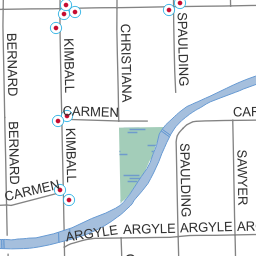 BERNARD
KIMBALL
CHRISTIANA
SPAULDING
CARMEN
CAR
BERNARD
KIMBALL
SPAULDING
SAWYER
CARMEN
ARGYLE ARGYLE ARGYLE ARGYLE